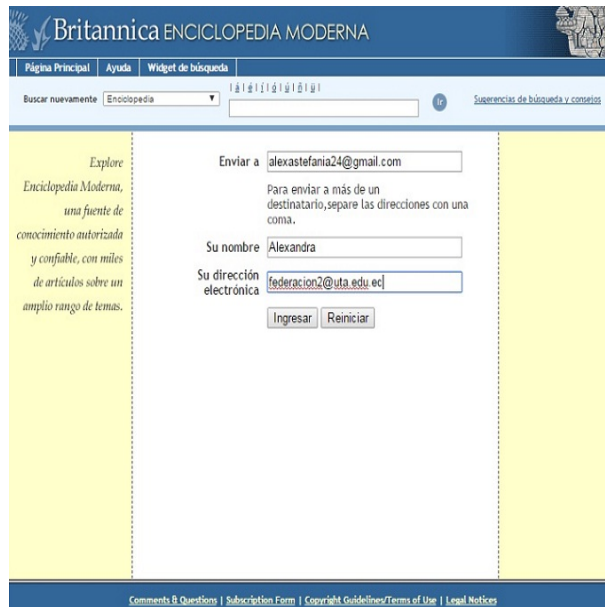 Britannica ENCICLOPEDIA MODERNA
Página Principal | Ayuda | Widget de búsqueda
| á | é | í | ó | ú | ñ | ü |
Buscar nuevamente Enciclopedia Ir Sugerencias de búsqueda y consejos
Explore
Enciclopedia Moderna,
una fuente de
conocimiento autorizada
y confiable, con miles
de artículos sobre un
amplio rango de temas.
Enviar a alexastefania24@gmail.com
Para enviar a más de un
destinatario,separe las direcciones con una
coma.
Su nombre Alexandra
Su dirección
electrónica federacion2@uta.edu.ec
Ingresar Reiniciar
Comments & Questions | Subscription Form | Copyright Guidelines/Terms of Use | Legal Notices